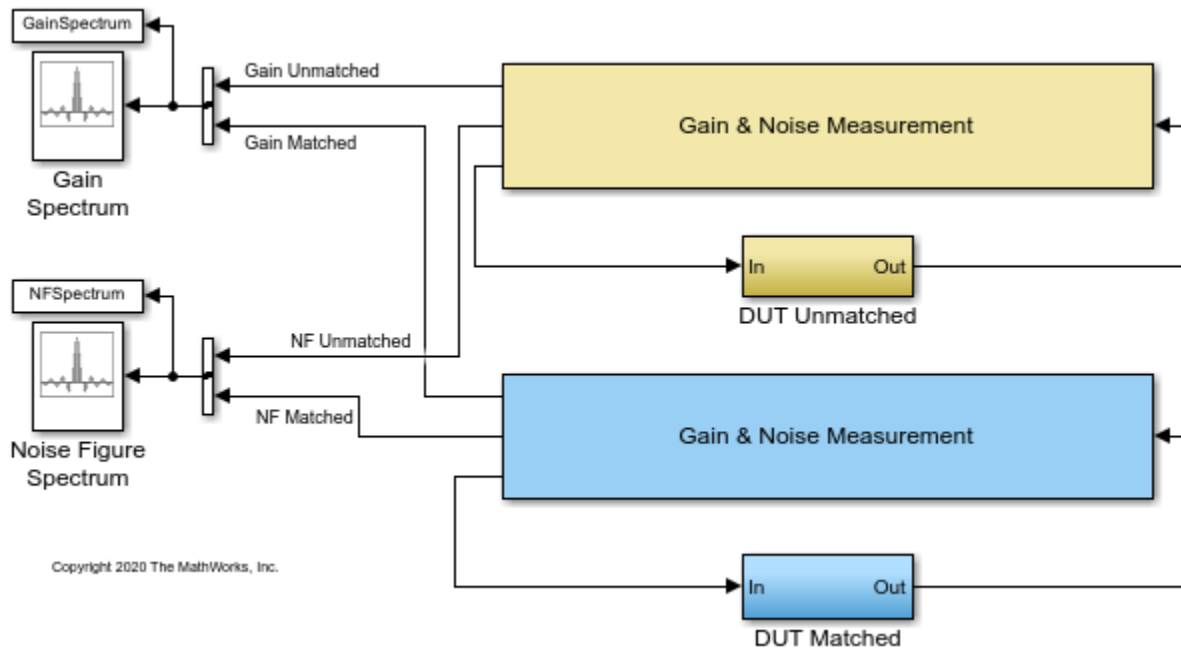 GainSpectrum
Gain Unmatched
Gain & Noise Measurement
Gain Matched
Gain
Spectrum
In
Out
DUT Unmatched
NFSpectrum
NF Unmatched
NF Matched
Gain & Noise Measurement
Noise Figure
Spectrum
Copyright 2020 The MathWorks, Inc.
In
Out
DUT Matched